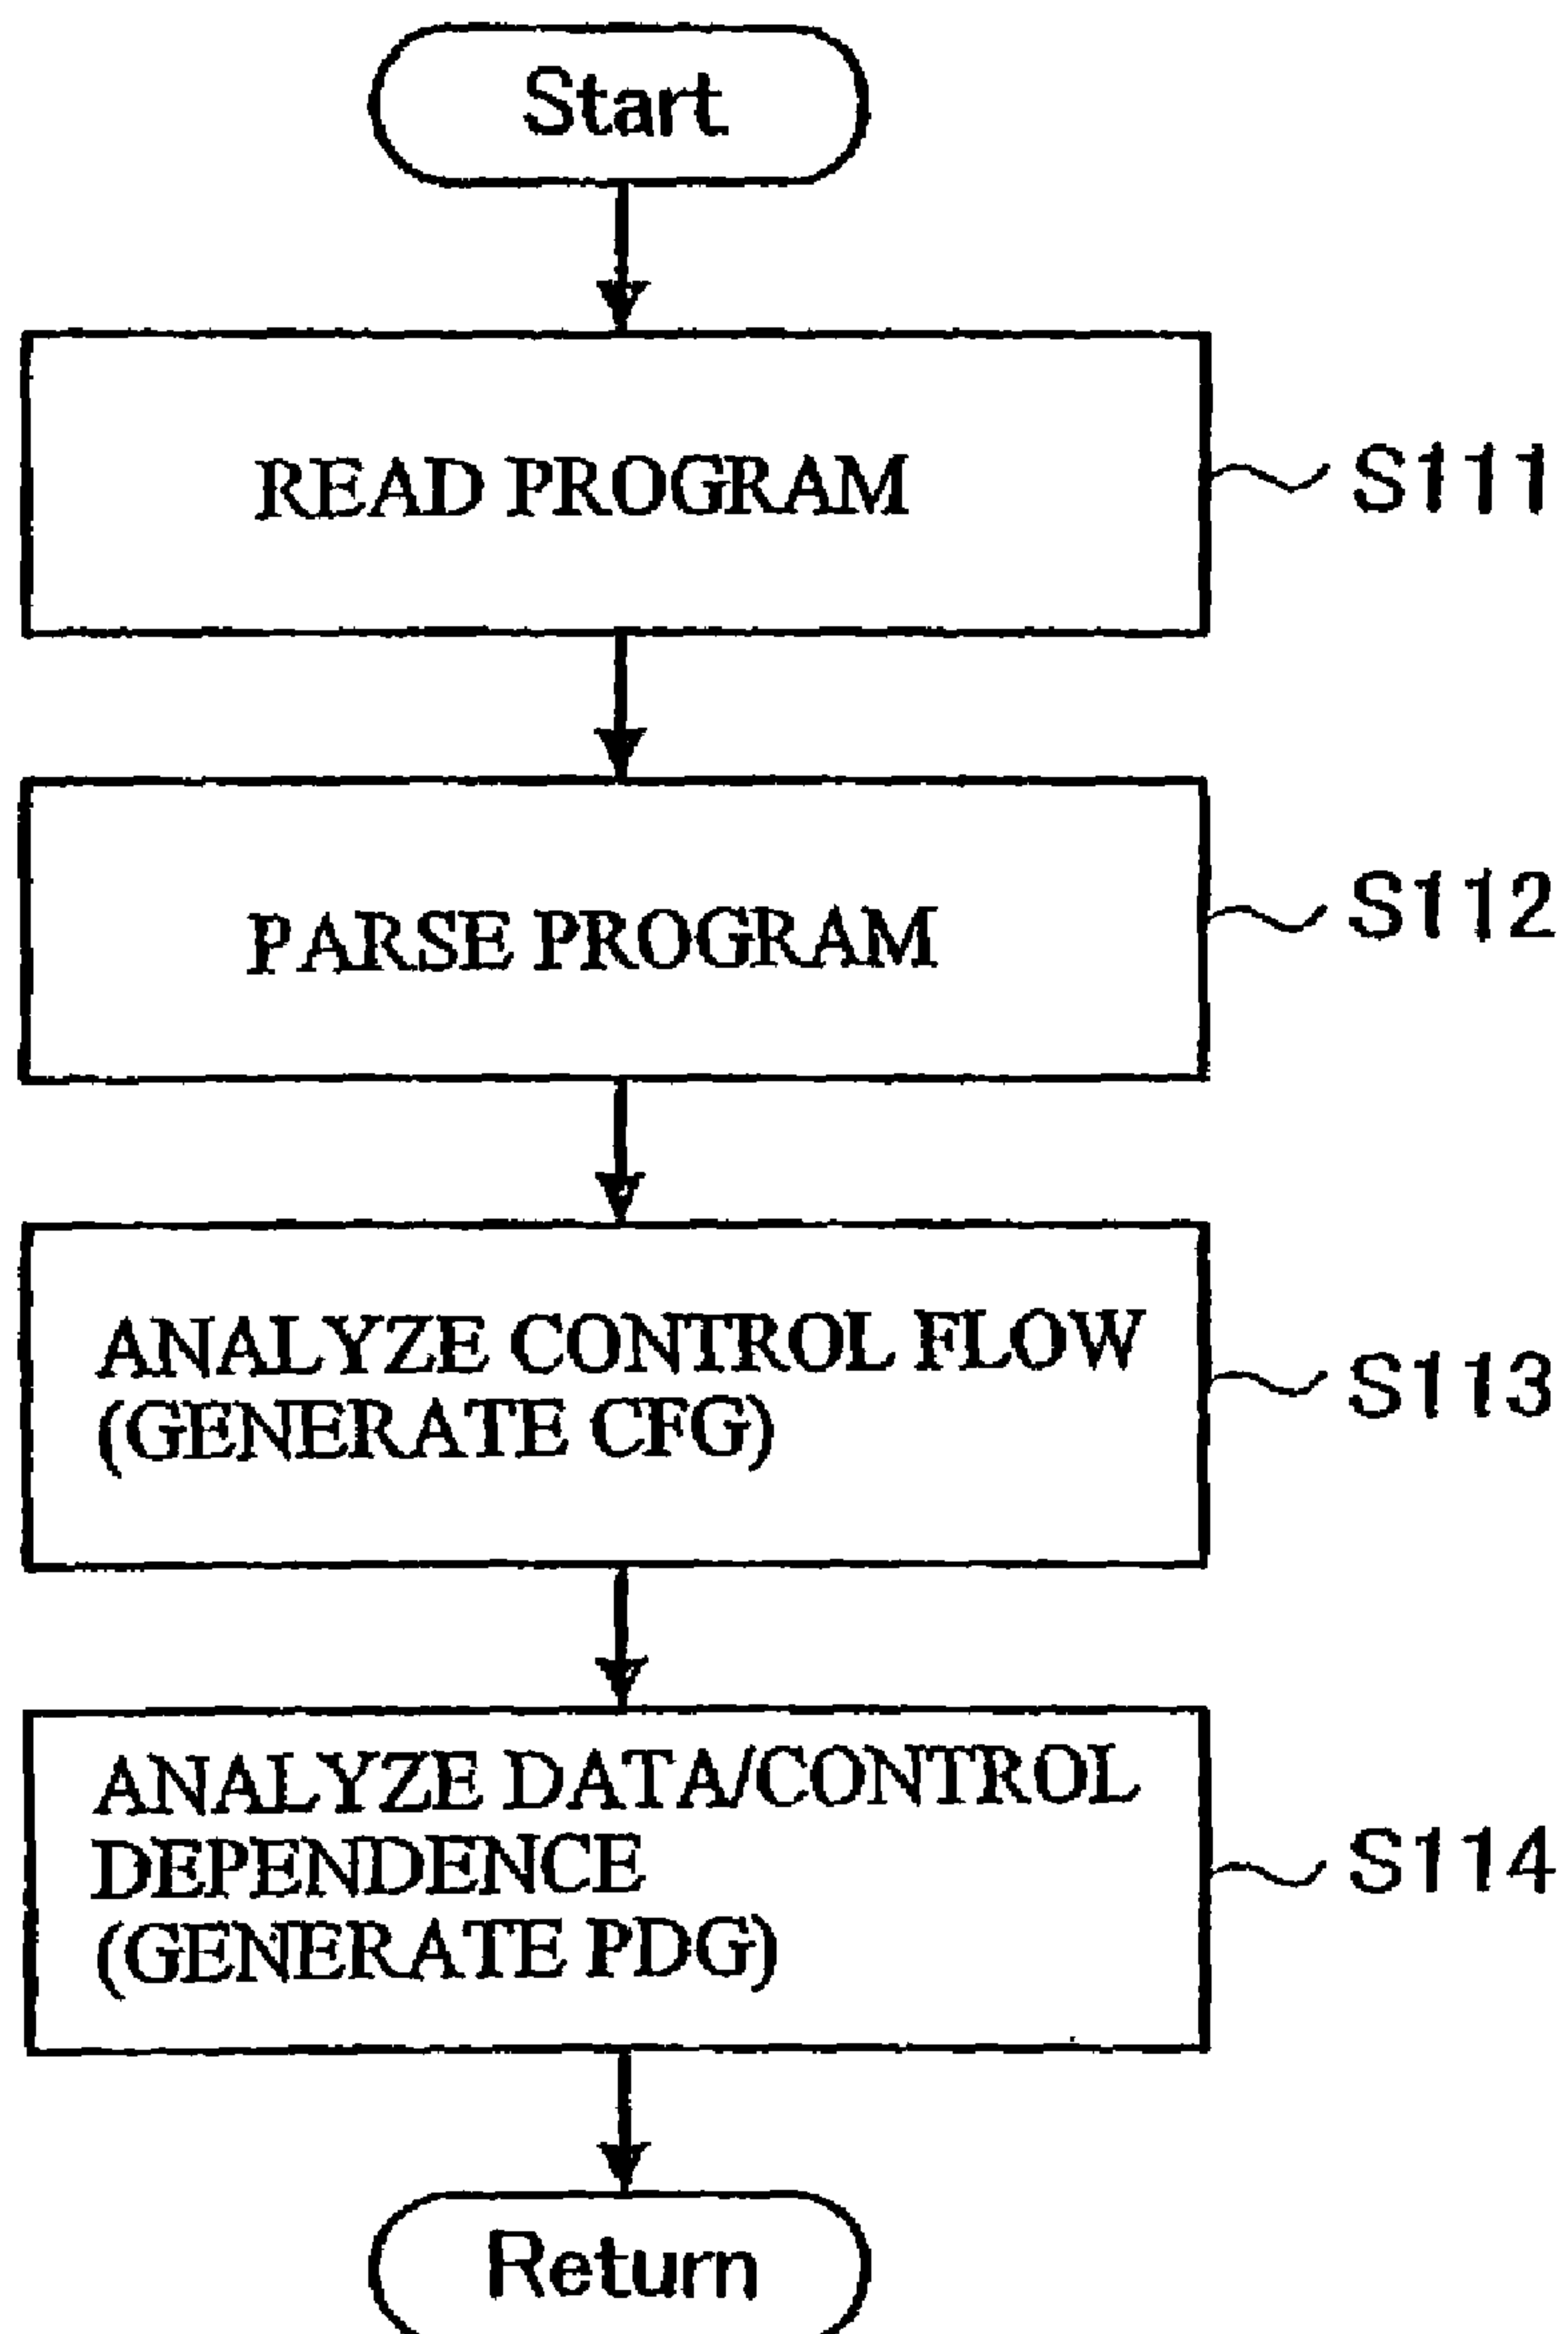 Start
READ PROGRAM
S111
PARSE PROGRAM
S112
ANALYZE CONTROL FLOW
(GENERATE CFG)
S113
ANALYZE DATA/CONTROL
DEPENDENCE
(GENERATE PDG)
S114
Return